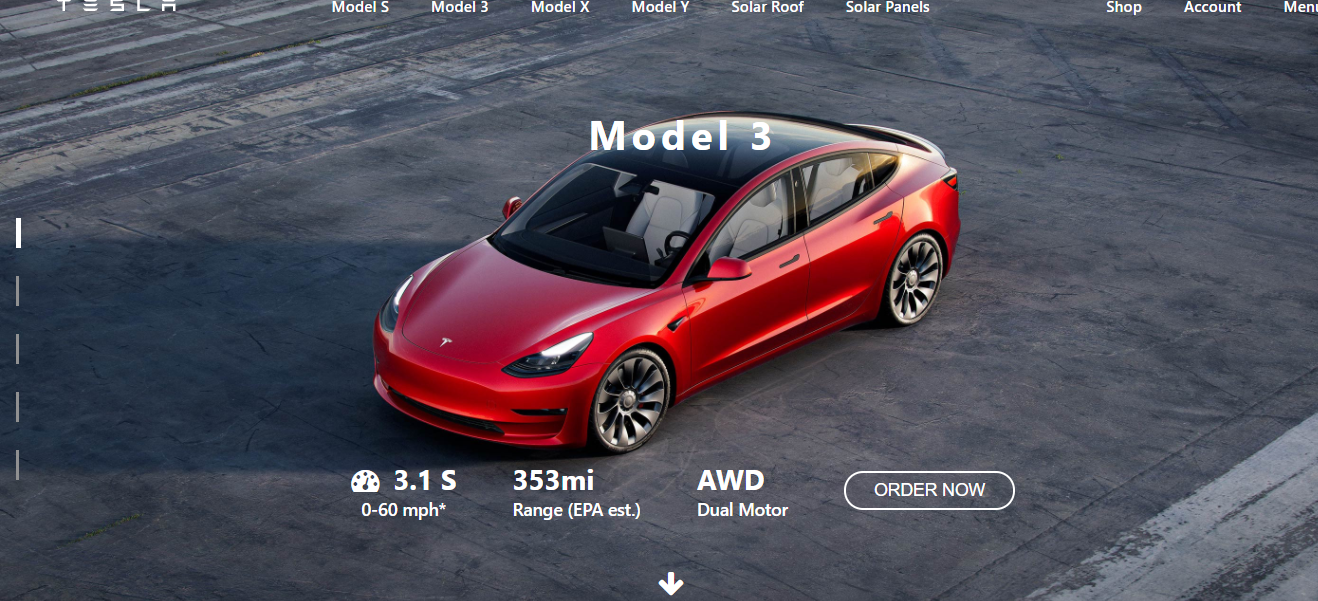 TESLA
Model S Model 3 Model X Model Y Solar Roof Solar Panels Shop Account Menu
Model 3
3.1 S 353mi AWD ORDER NOW
0-60 mph* Range (EPA est.) Dual Motor